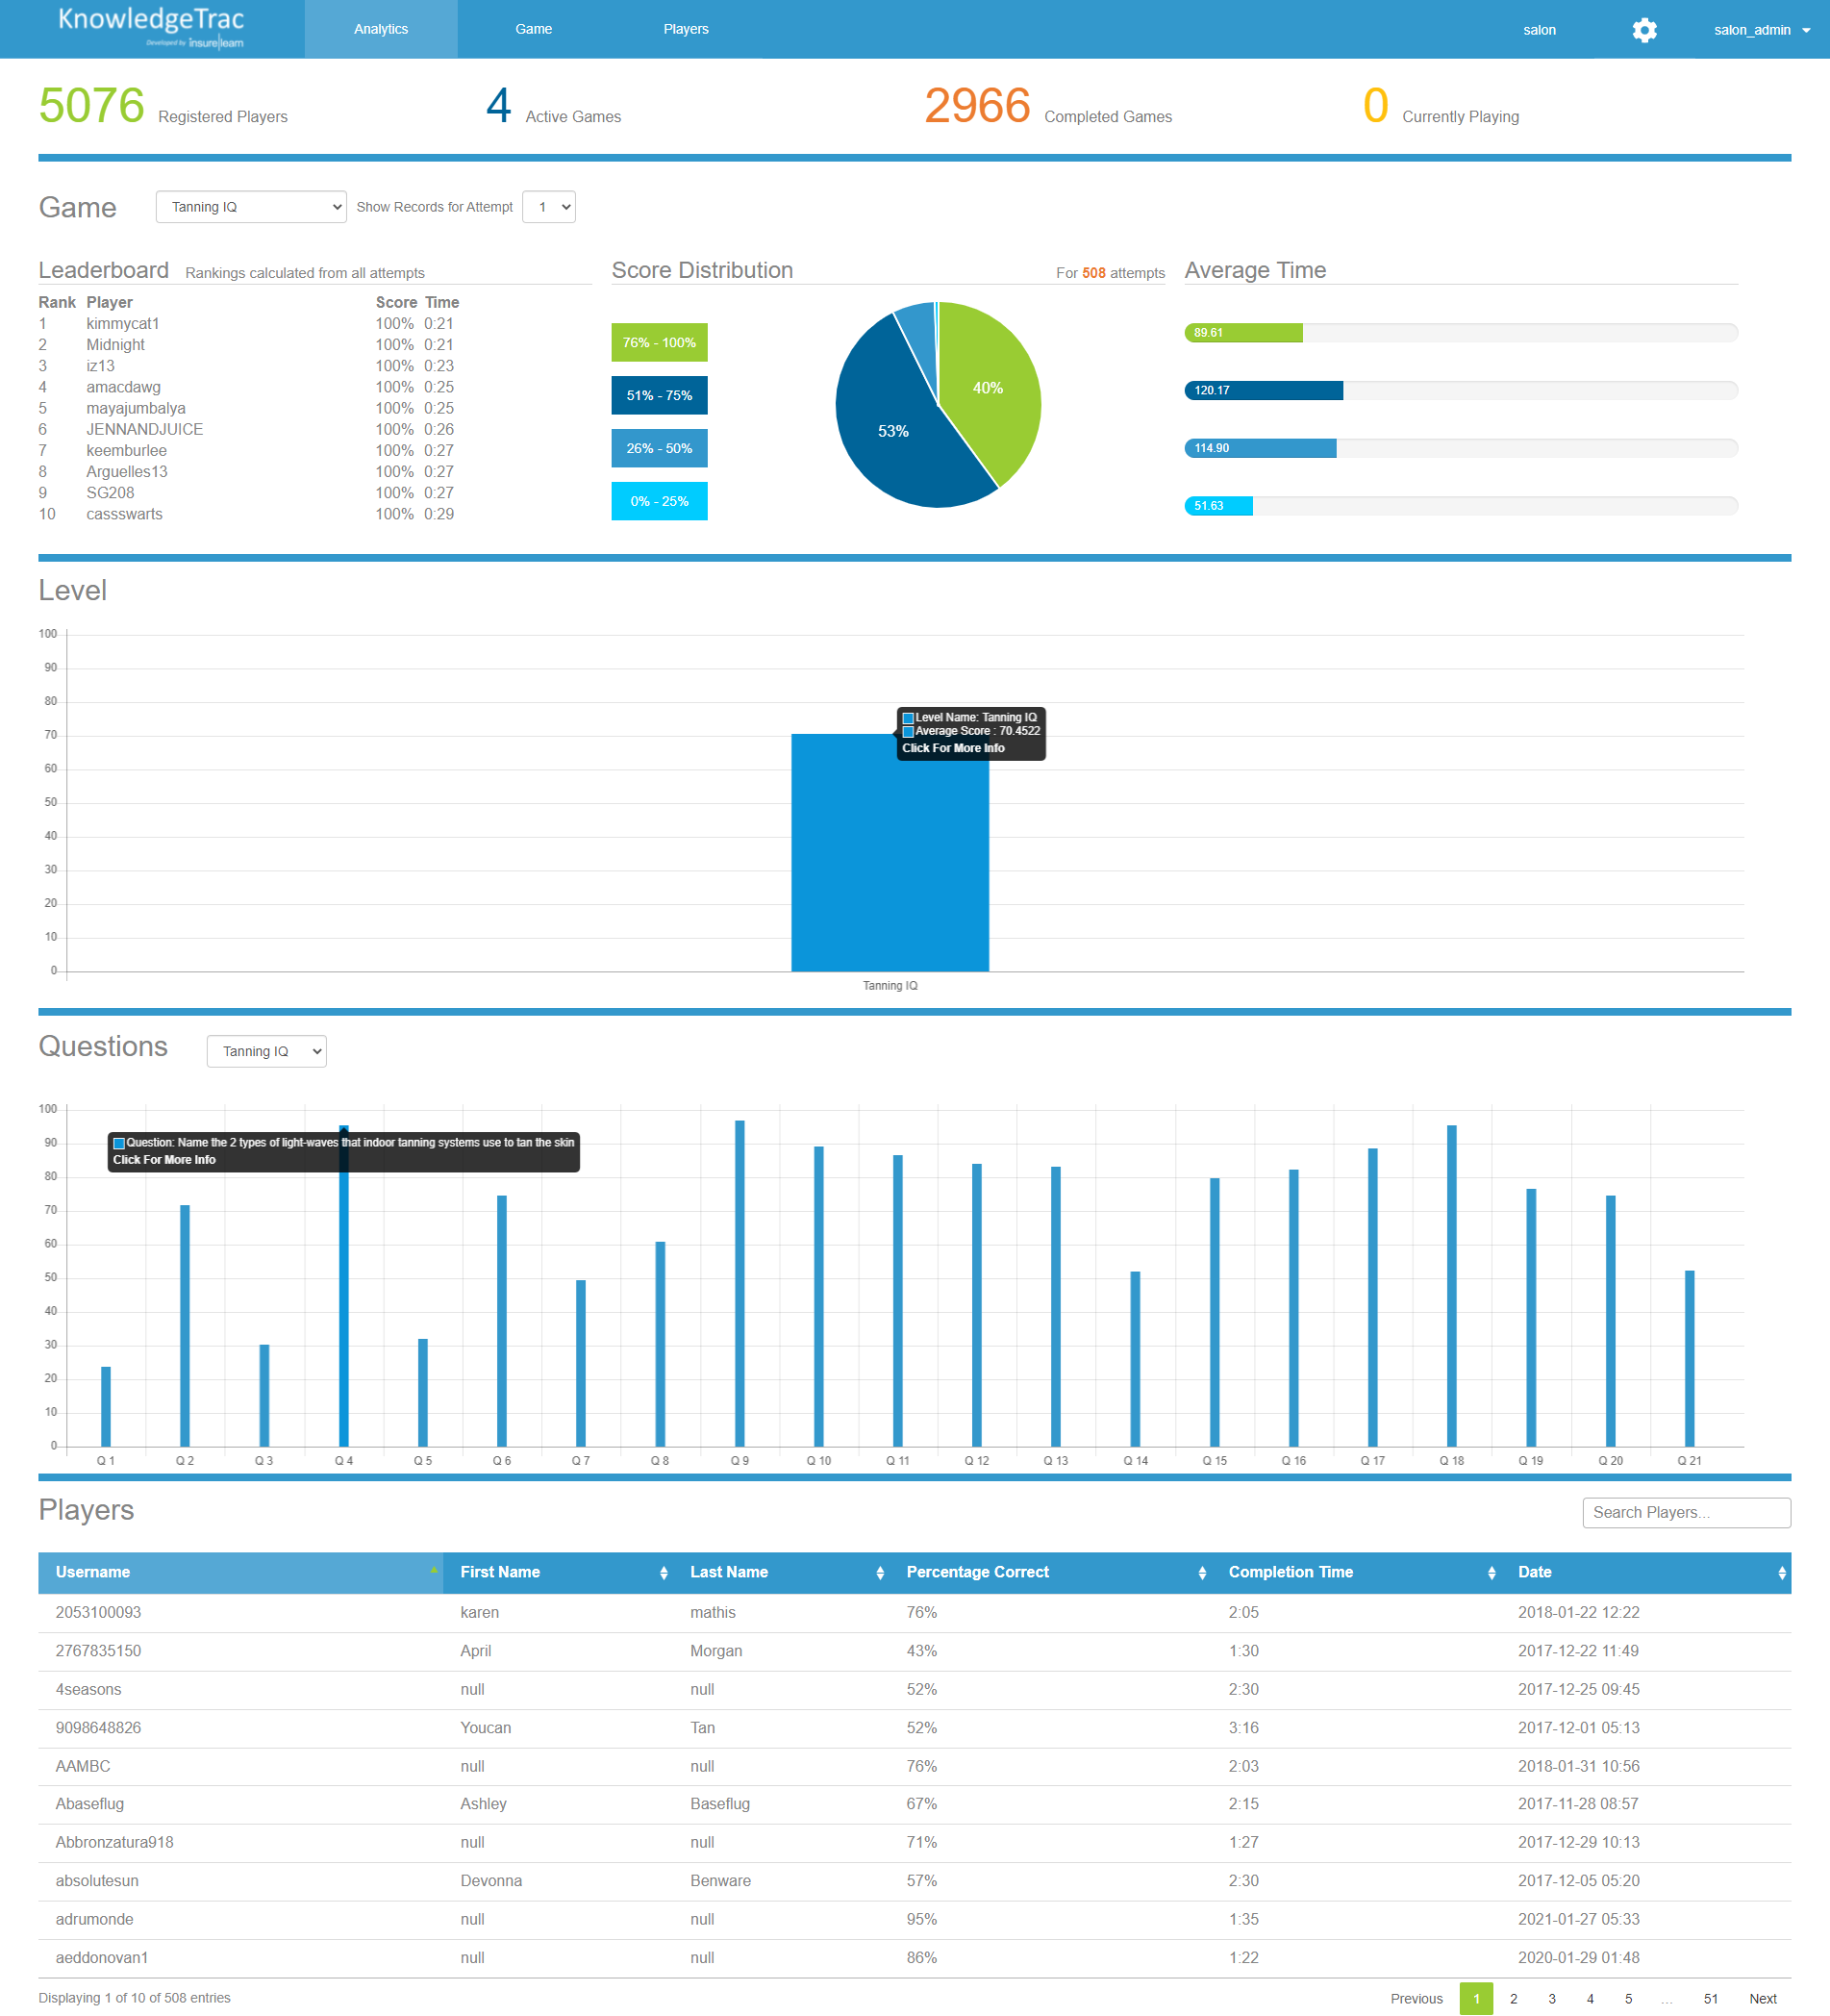 KnowledgeTrac
Developed by insure|learn
Analytics Game Players salon salon_admin
5076 Registered Players 4 Active Games 2966 Completed Games 0 Currently Playing
Game Tanning IQ Show Records for Attempt 1
Leaderboard Rankings calculated from all attempts
Rank Player Score Time
1 kimmycat1 100% 0:21
2 Midnight 100% 0:21
3 iz13 100% 0:23
4 amacdawg 100% 0:25
5 mayajumbalya 100% 0:25
6 JENNANDJUICE 100% 0:26
7 keemburlee 100% 0:27
8 Arguelles13 100% 0:27
9 SG208 100% 0:27
10 cassswarts 100% 0:29
Score Distribution For 508 attempts
76% - 100%
51% - 75%
26% - 50%
0% - 25%
40%
53%
Average Time
89.61
120.17
114.90
51.63
Level
100
90
80
70
60
50
40
30
20
10
0
Level Name: Tanning IQ
Average Score : 70.4522
Click For More Info
Tanning IQ
Questions Tanning IQ
100
90
80
70
60
50
40
30
20
10
0
Question: Name the 2 types of light-waves that indoor tanning systems use to tan the skin
Click For More Info
Q 1 Q 2 Q 3 Q 4 Q 5 Q 6 Q 7 Q 8 Q 9 Q 10 Q 11 Q 12 Q 13 Q 14 Q 15 Q 16 Q 17 Q 18 Q 19 Q 20 Q 21
Players Search Players...
Username First Name Last Name Percentage Correct Completion Time Date
2053100093 karen mathis 76% 2:05 2018-01-22 12:22
2767835150 April Morgan 43% 1:30 2017-12-22 11:49
4seasons null null 52% 2:30 2017-12-25 09:45
9098648826 Youcan Tan 52% 3:16 2017-12-01 05:13
AAMBC null null 76% 2:03 2018-01-31 10:56
Abaseflug Ashley Baseflug 67% 2:15 2017-11-28 08:57
Abbronzatura918 null null 71% 1:27 2017-12-29 10:13
absolutesun Devonna Benware 57% 2:30 2017-12-05 05:20
adrumonde null null 95% 1:35 2021-01-27 05:33
aeddonovan1 null null 86% 1:22 2020-01-29 01:48
Displaying 1 of 10 of 508 entries Previous 1 2 3 4 5 ... 51 Next